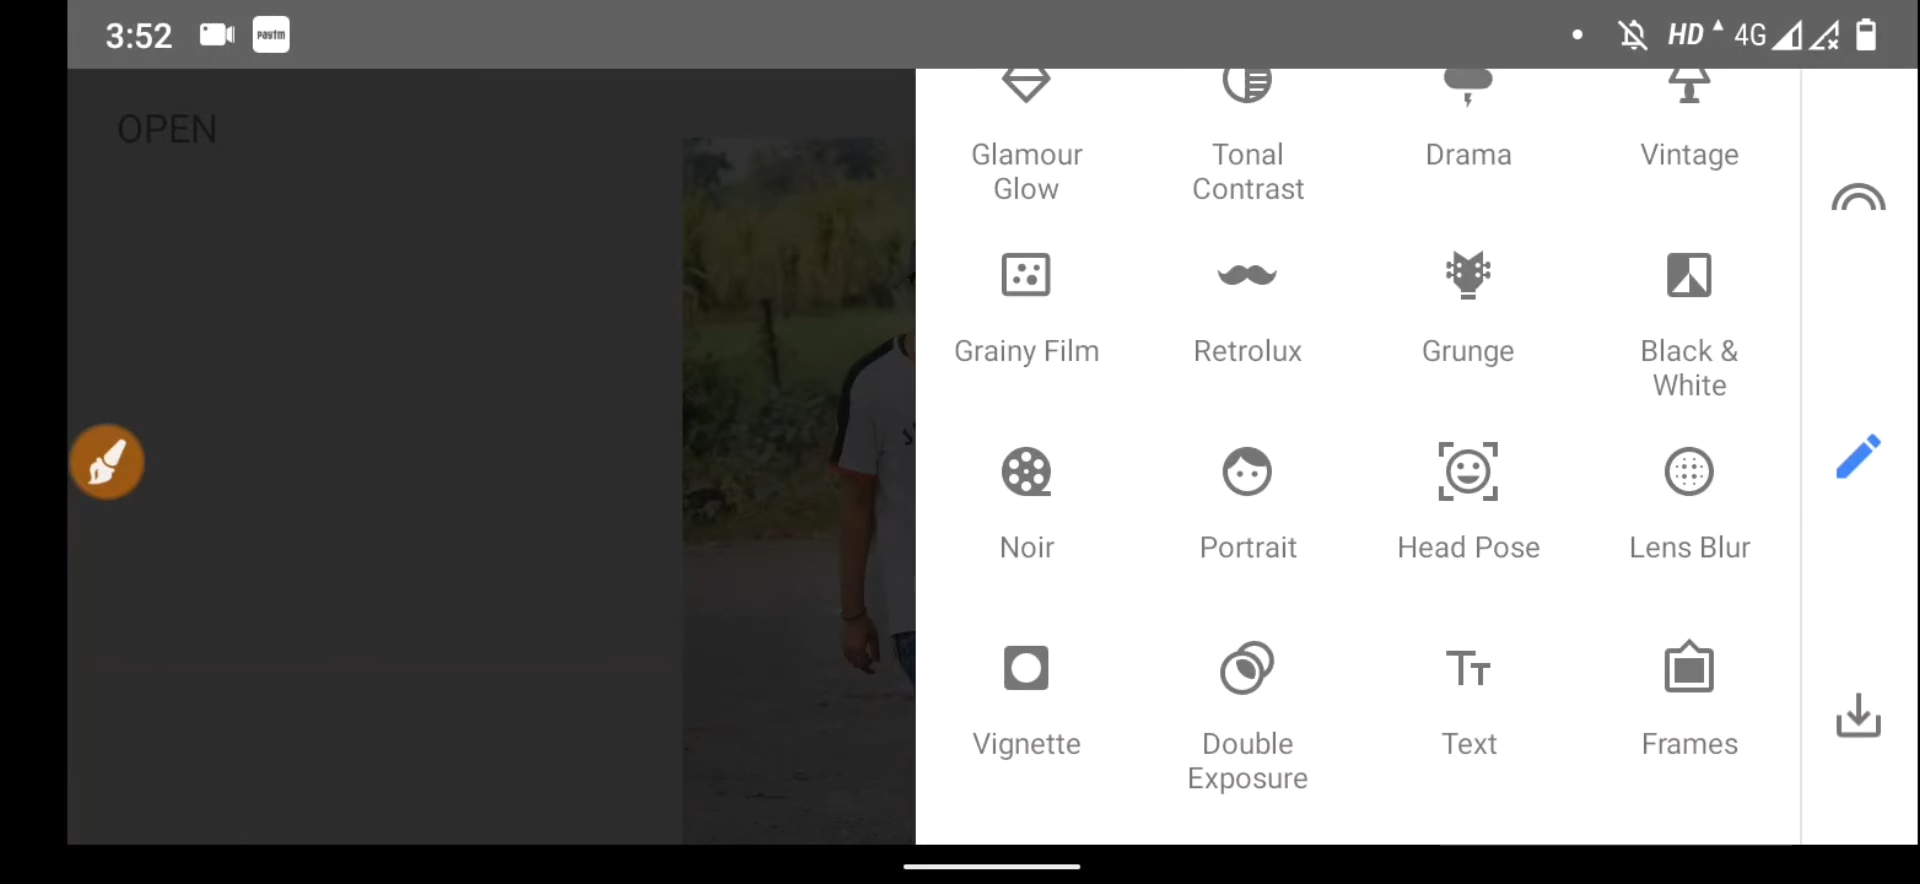 3:52
paytm
HD 4G
OPEN
Glamour
Glow
Tonal
Contrast
Drama
Vintage
Grainy Film
Retrolux
Grunge
Black &
White
Noir
Portrait
Head Pose
Lens Blur
Vignette
Double
Exposure
Text
Frames